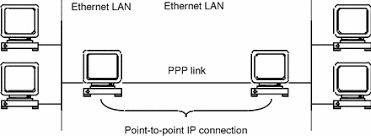 Ethernet LAN
Ethernet LAN
PPP link
Point-to-point IP connection